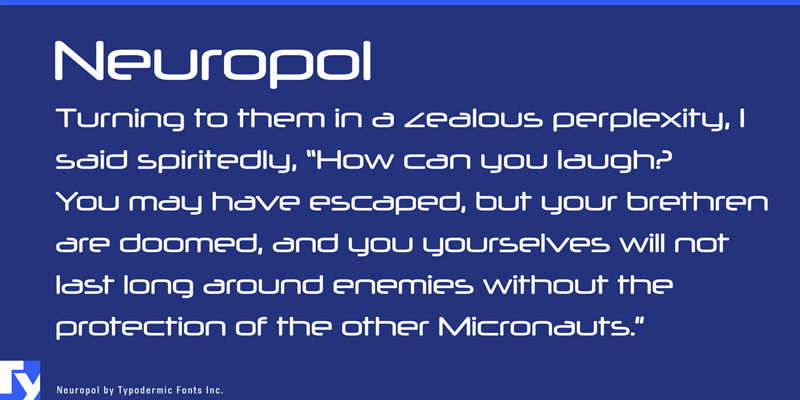 Neuropol
Turning to them in a zealous perplexity, I
said spiritedly, “How can you laugh?
You may have escaped, but your brethren
are doomed, and you yourselves will not
last long around enemies without the
protection of the other Micronauts.”
Ty
Neuropol by Typodermic Fonts Inc.